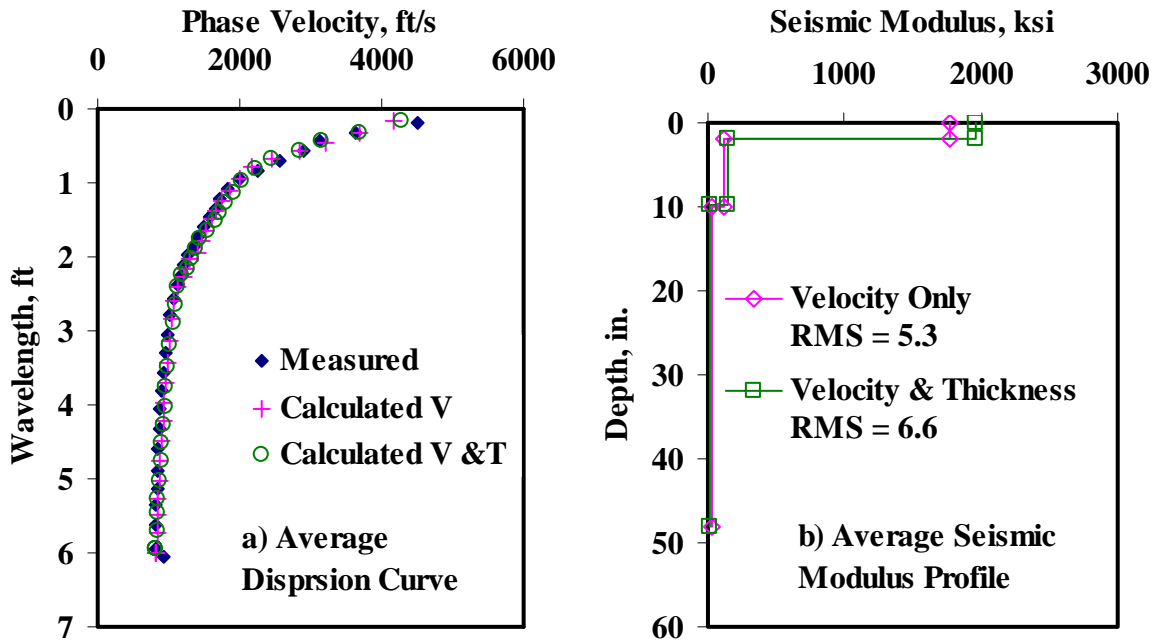 Phase Velocity, ft/s
0 2000 4000 6000
0
1
2
3
4
5
6
7
Wavelength, ft
Measured
Calculated V
Calculated V &T
a) Average
Disprsion Curve
Seismic Modulus, ksi
0 1000 2000 3000
0
10
20
30
40
50
60
Depth, in.
Velocity Only
RMS = 5.3
Velocity & Thickness
RMS = 6.6
b) Average Seismic
Modulus Profile